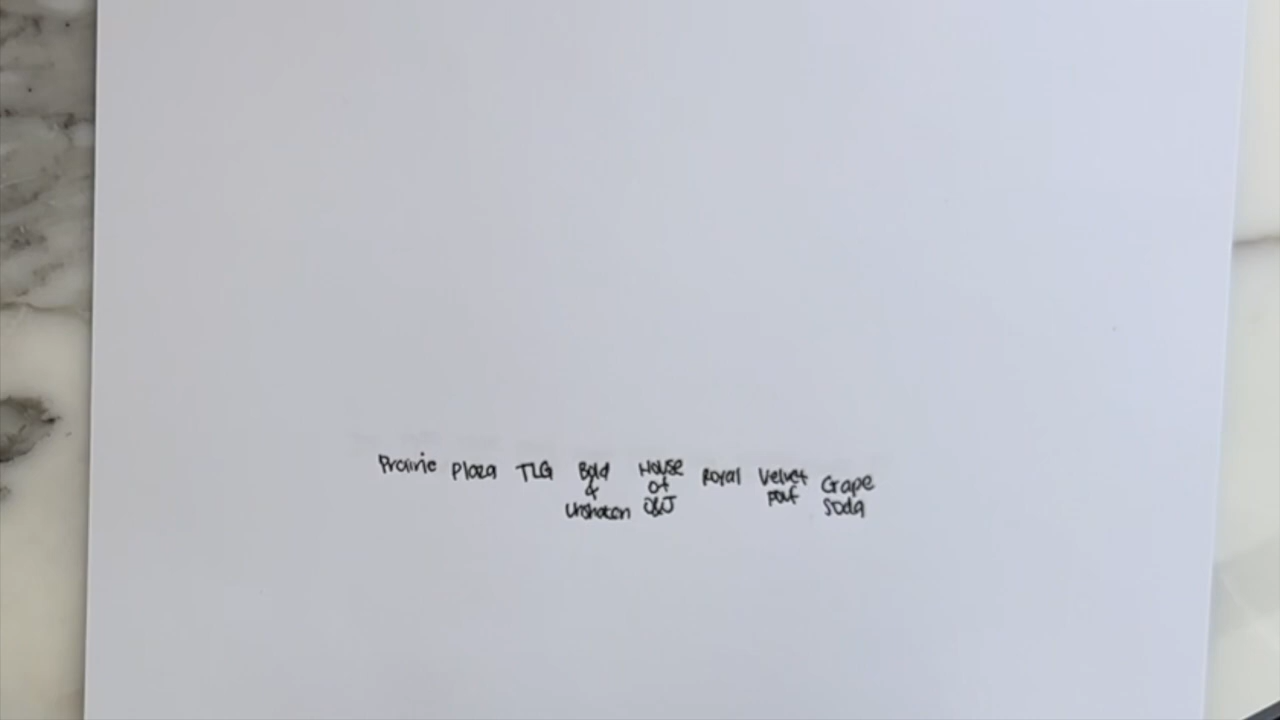 Prairie
Plaza
TLG
Bold
&
Unshaken
House
of
J&J
Royal
Velvet
Pouf
Grape
Soda